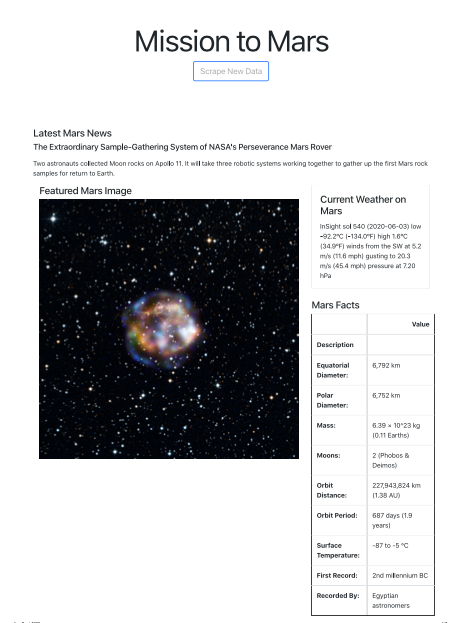 Mission to Mars
Scrape New Data
Latest Mars News
The Extraordinary Sample-Gathering System of NASA's Perseverance Mars Rover
Two astronauts collected Moon rocks on Apollo 11. It will take three robotic systems working together to gather up the first Mars rock
samples for return to Earth.
Featured Mars Image
Current Weather on
Mars
InSight sol 540 (2020-06-03) low
-92.2ºC (-134.0ºF) high 1.6ºC
(34.9ºF) winds from the SW at 5.2
m/s (11.6 mph) gusting to 20.3
m/s (45.4 mph) pressure at 7.20
hPa
Mars Facts
Value
Description
Equatorial
Diameter:
6,792 km
Polar
Diameter:
6,752 km
Mass:
6.39 × 10^23 kg
(0.11 Earths)
Moons:
2 (Phobos &
Deimos)
Orbit
Distance:
227,943,824 km
(1.38 AU)
Orbit Period:
687 days (1.9
years)
Surface
Temperature:
-87 to -5 °C
First Record:
2nd millennium BC
Recorded By:
Egyptian
astronomers